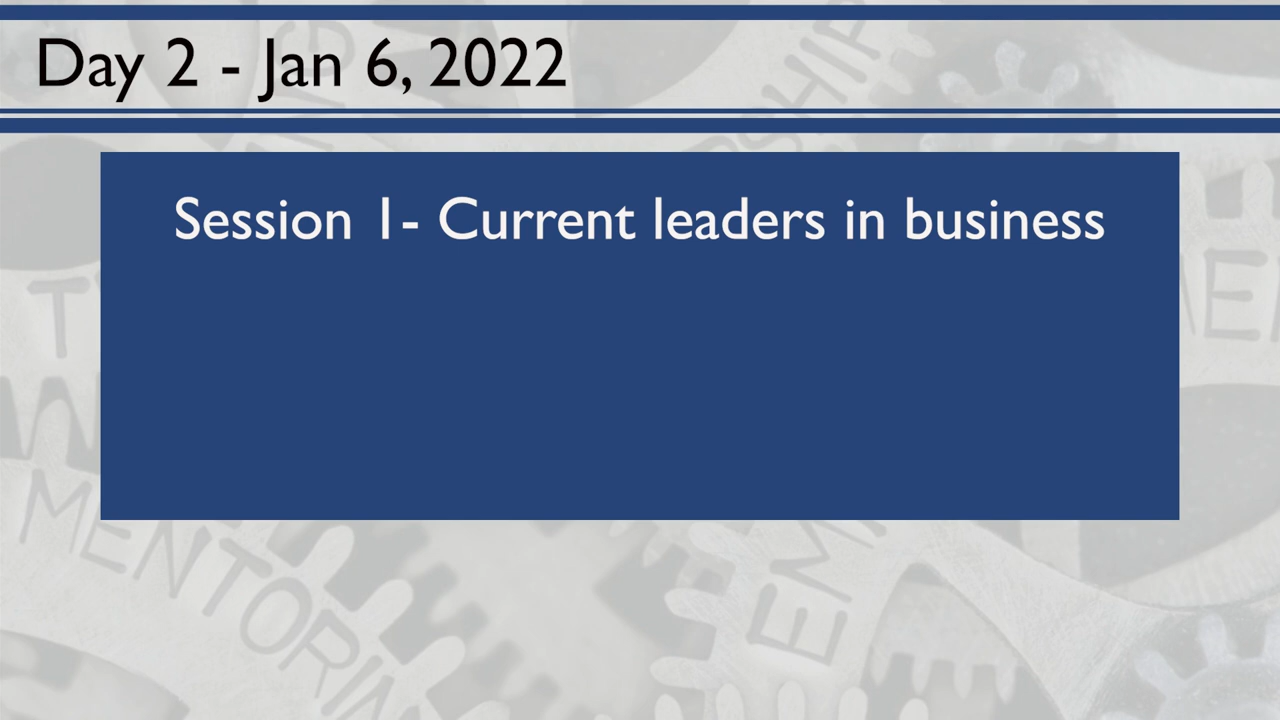 Day 2 - Jan 6, 2022
Session 1- Current leaders in business